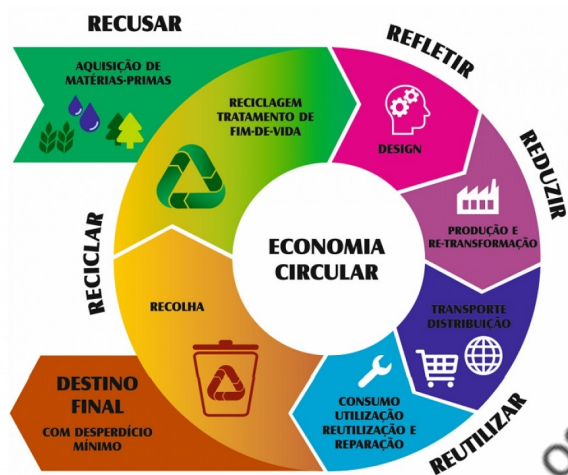 RECUSAR
AQUISIÇÃO DE
MATÉRIAS-PRIMAS
RECICLAGEM
TRATAMENTO DE
FIM-DE-VIDA
REFLETIR
DESIGN
REDUZIR
PRODUÇÃO E
RE-TRANSFORMAÇÃO
ECONOMIA
CIRCULAR
TRANSPORTE
DISTRIBUIÇÃO
REUTILIZAR
CONSUMO
UTILIZAÇÃO
REUTILIZAÇÃO E
REPARAÇÃO
RECICLAR
RECOLHA
DESTINO
FINAL
COM DESPERDÍCIO
MÍNIMO